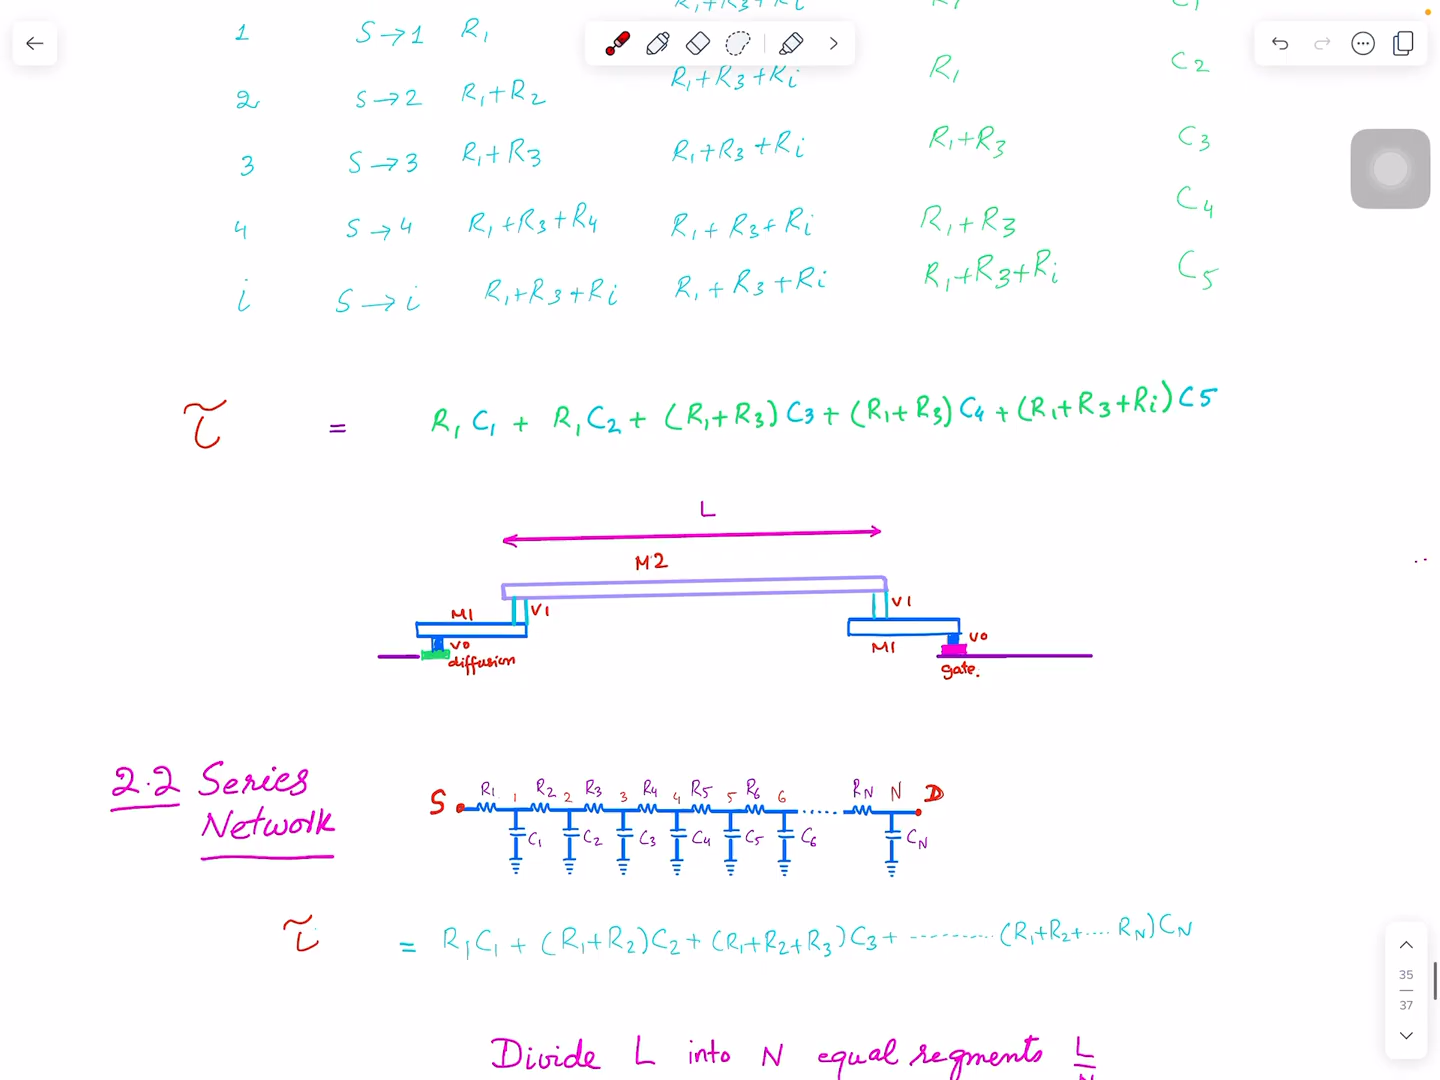 R1+R3+Ri R1 C1
1 S→1 R1
2 S→2 R1+R2 R1+R3+Ri R1 C2
3 S→3 R1+R3 R1+R3+Ri R1+R3 C3
4 S→4 R1+R3+R4 R1+R3+Ri R1+R3 C4
i S→i R1+R3+Ri R1+R3+Ri R1+R3+Ri C5
τ = R1C1 + R1C2 + (R1+R3)C3 + (R1+R3)C4 + (R1+R3+Ri)C5
L
M2
M1 V1 V1
V0 M1 V0
diffusion gate.
2.2 Series
Network
S R1 1 R2 2 R3 3 R4 4 R5 5 R6 6 RN N D
C1 C2 C3 C4 C5 C6 CN
τ = R1C1 + (R1+R2)C2 + (R1+R2+R3)C3 + ......... (R1+R2+.... RN)CN
Divide L into N equal segments L/N
35
37